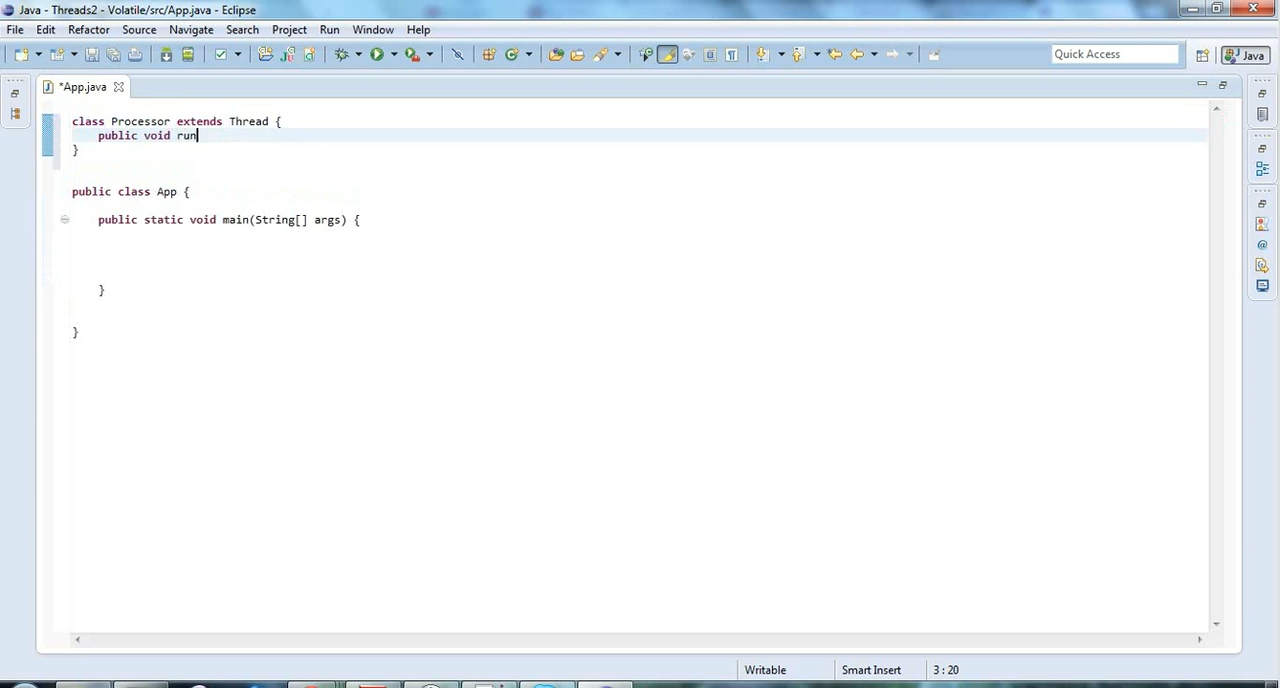 Java - Threads2 - Volatile/src/App.java - Eclipse
File Edit Refactor Source Navigate Search Project Run Window Help
Quick Access
Java
*App.java
class Processor extends Thread {
public void run
}
public class App {
public static void main(String[] args) {
}
}
Writable Smart Insert 3 : 20